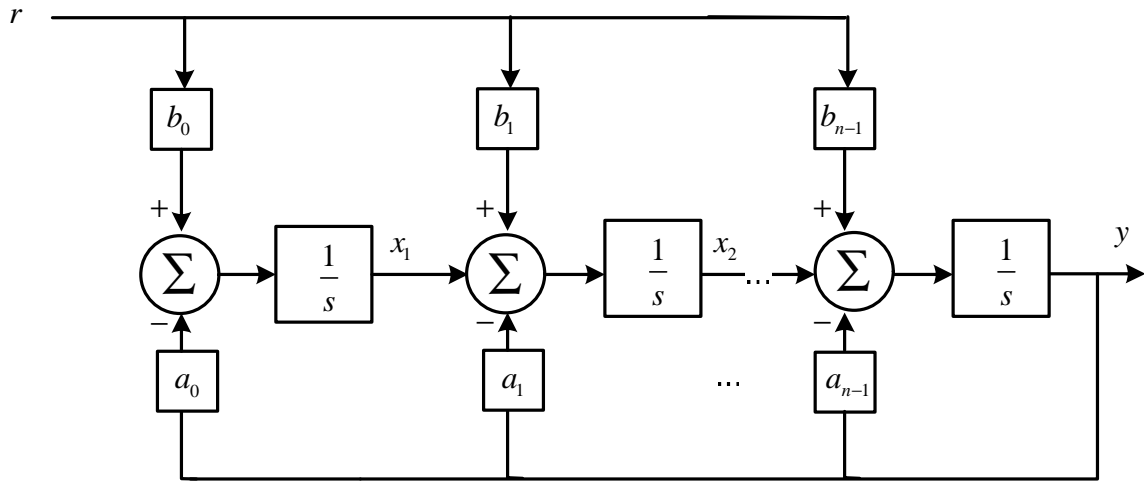 r
b₀ b₁ bₙ₋₁
+ + +
Σ 1/s x₁ Σ 1/s x₂ ... Σ 1/s y
− − −
a₀ a₁ ... aₙ₋₁